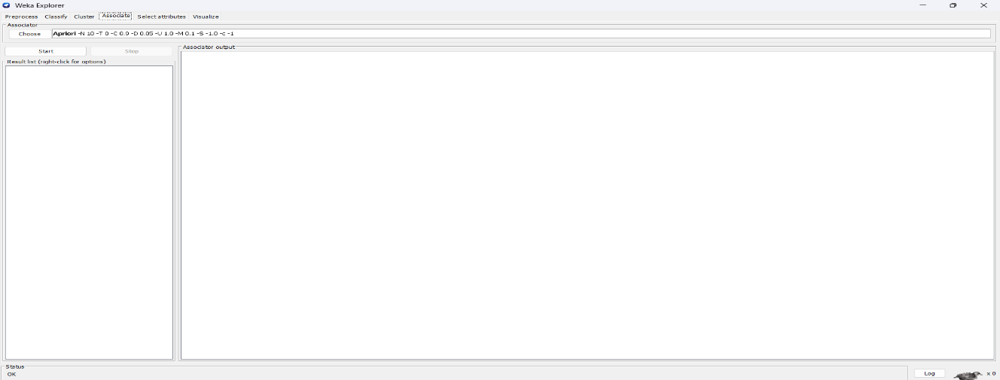 Weka Explorer
Preprocess Classify Cluster Associate Select attributes Visualize
Associator
Choose Apriori -N 10 -T 0 -C 0.9 -D 0.05 -U 1.0 -M 0.1 -S -1.0 -c -1
Start Stop
Associator output
Result list (right-click for options)
Status
OK
Log x 0